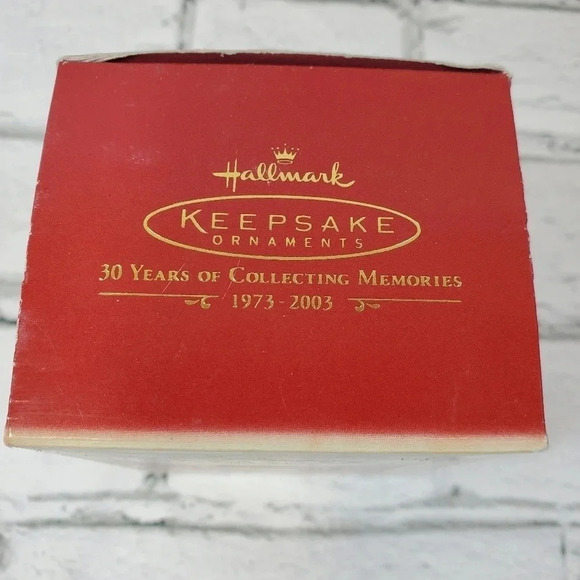 Hallmark
KEEPSAKE
ORNAMENTS
30 YEARS OF COLLECTING MEMORIES
1973-2003